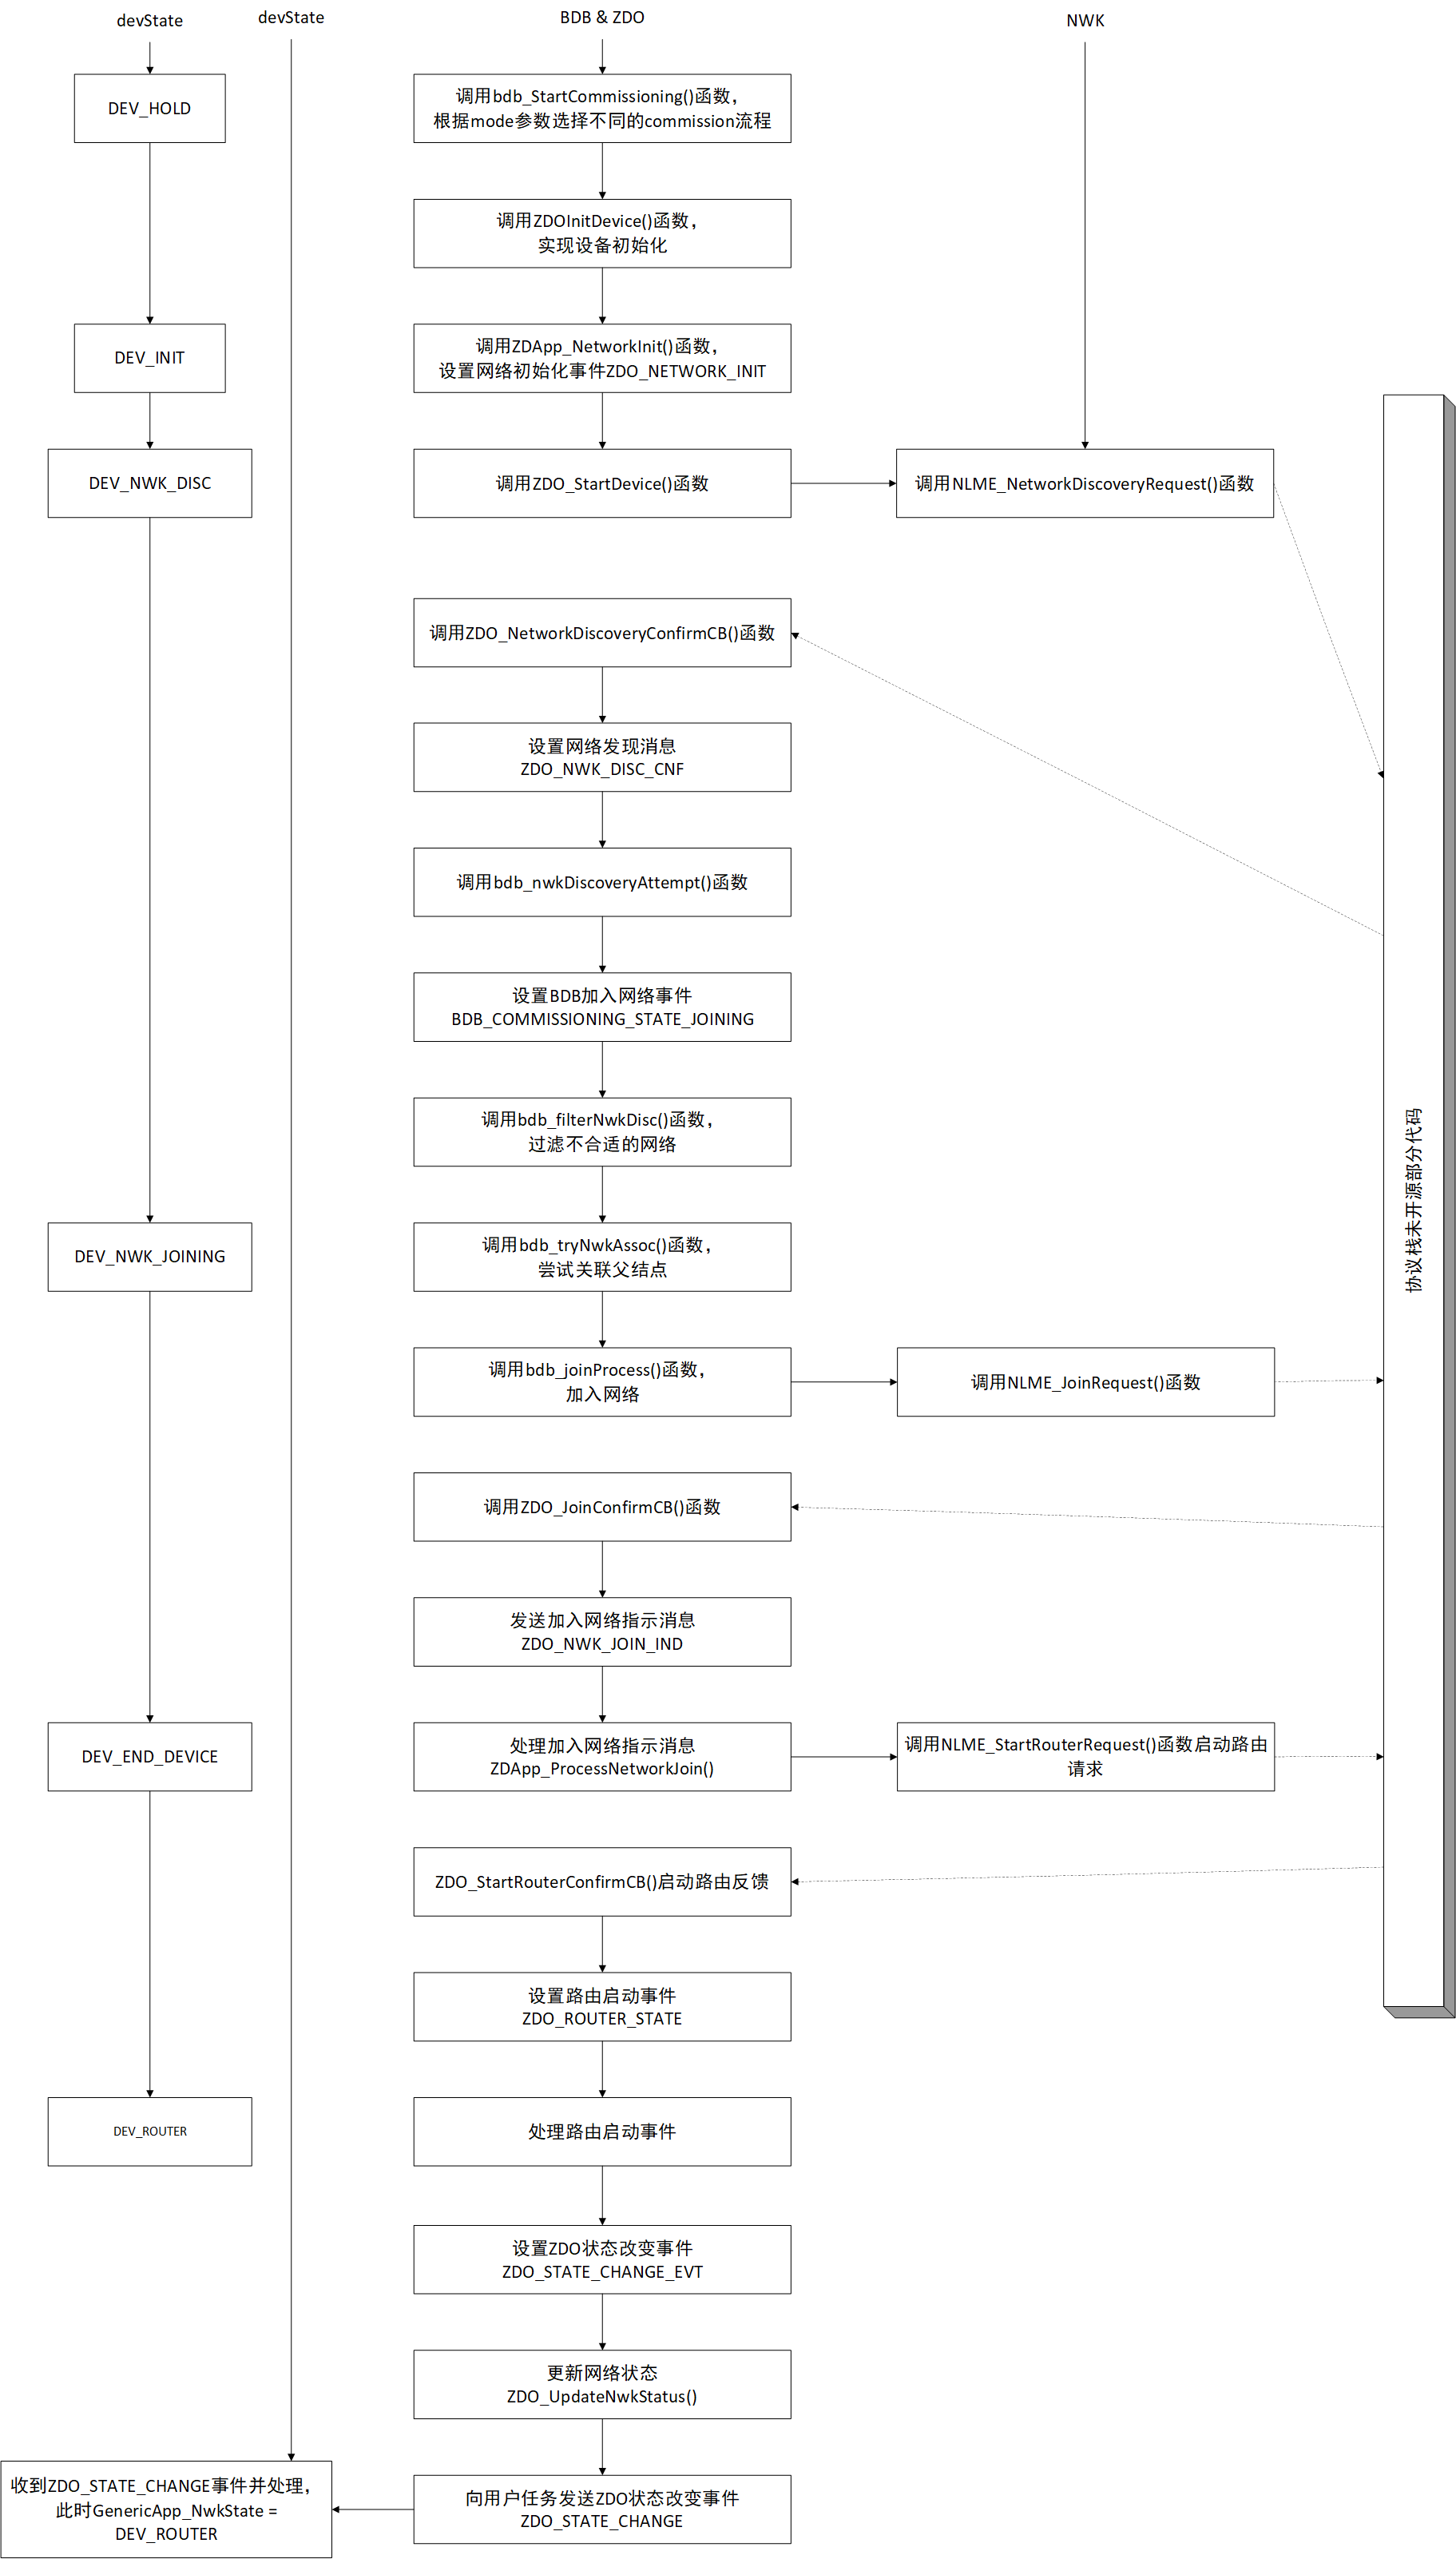 devState
devState
BDB & ZDO
NWK
DEV_HOLD
调用bdb_StartCommissioning()函数，
根据mode参数选择不同的commission流程
调用ZDOInitDevice()函数，
实现设备初始化
DEV_INIT
调用ZDApp_NetworkInit()函数，
设置网络初始化事件ZDO_NETWORK_INIT
DEV_NWK_DISC
调用ZDO_StartDevice()函数
调用NLME_NetworkDiscoveryRequest()函数
调用ZDO_NetworkDiscoveryConfirmCB()函数
设置网络发现消息
ZDO_NWK_DISC_CNF
调用bdb_nwkDiscoveryAttempt()函数
设置BDB加入网络事件
BDB_COMMISSIONING_STATE_JOINING
调用bdb_filterNwkDisc()函数，
过滤不合适的网络
协议栈未开源部分代码
DEV_NWK_JOINING
调用bdb_tryNwkAssoc()函数，
尝试关联父结点
调用bdb_joinProcess()函数，
加入网络
调用NLME_JoinRequest()函数
调用ZDO_JoinConfirmCB()函数
发送加入网络指示消息
ZDO_NWK_JOIN_IND
DEV_END_DEVICE
处理加入网络指示消息
ZDApp_ProcessNetworkJoin()
调用NLME_StartRouterRequest()函数启动路由
请求
ZDO_StartRouterConfirmCB()启动路由反馈
设置路由启动事件
ZDO_ROUTER_STATE
DEV_ROUTER
处理路由启动事件
设置ZDO状态改变事件
ZDO_STATE_CHANGE_EVT
更新网络状态
ZDO_UpdateNwkStatus()
收到ZDO_STATE_CHANGE事件并处理，
此时GenericApp_NwkState =
DEV_ROUTER
向用户任务发送ZDO状态改变事件
ZDO_STATE_CHANGE